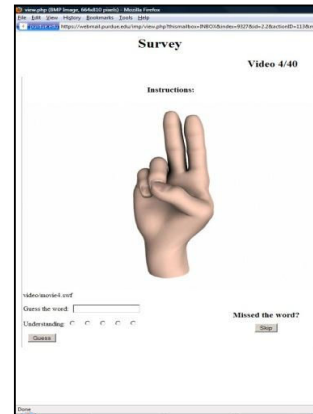 view.php (BMP Image, 664x810 pixels) - Mozilla Firefox
File Edit View History Bookmarks Tools Help
Survey
Video 4/40
Instructions:
video/movie4.swf
Guess the word:
Missed the word?
Understanding:
Skip
Guess
Done